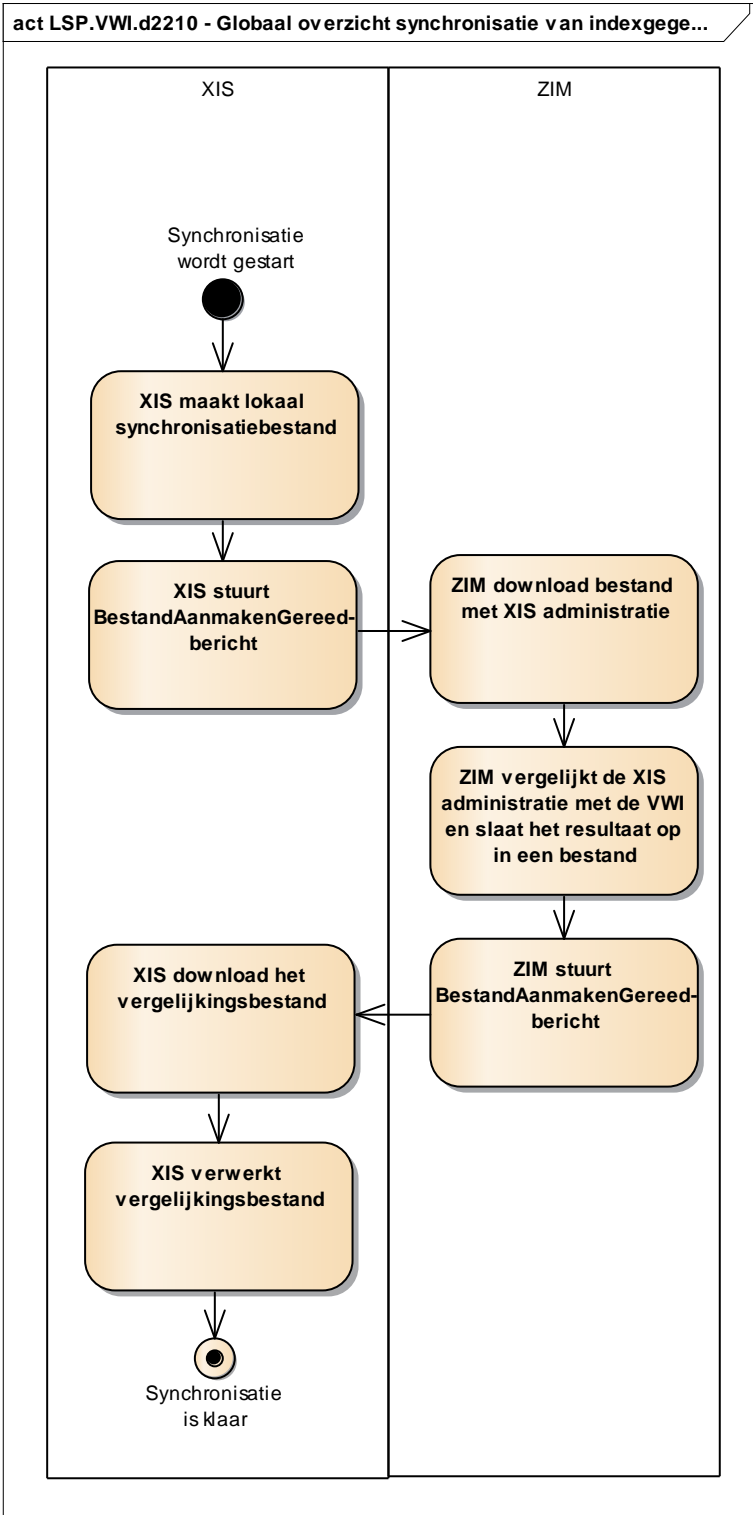 act LSP.VWI.d2210 - Globaal overzicht synchronisatie van indexgege...
XIS
ZIM
Synchronisatie
wordt gestart
XIS maakt lokaal
synchronisatiebestand
XIS stuurt
BestandAanmakenGereed-
bericht
ZIM download bestand
met XIS administratie
ZIM vergelijkt de XIS
administratie met de VWI
en slaat het resultaat op
in een bestand
ZIM stuurt
BestandAanmakenGereed-
bericht
XIS download het
vergelijkingsbestand
XIS verwerkt
vergelijkingsbestand
Synchronisatie
is klaar